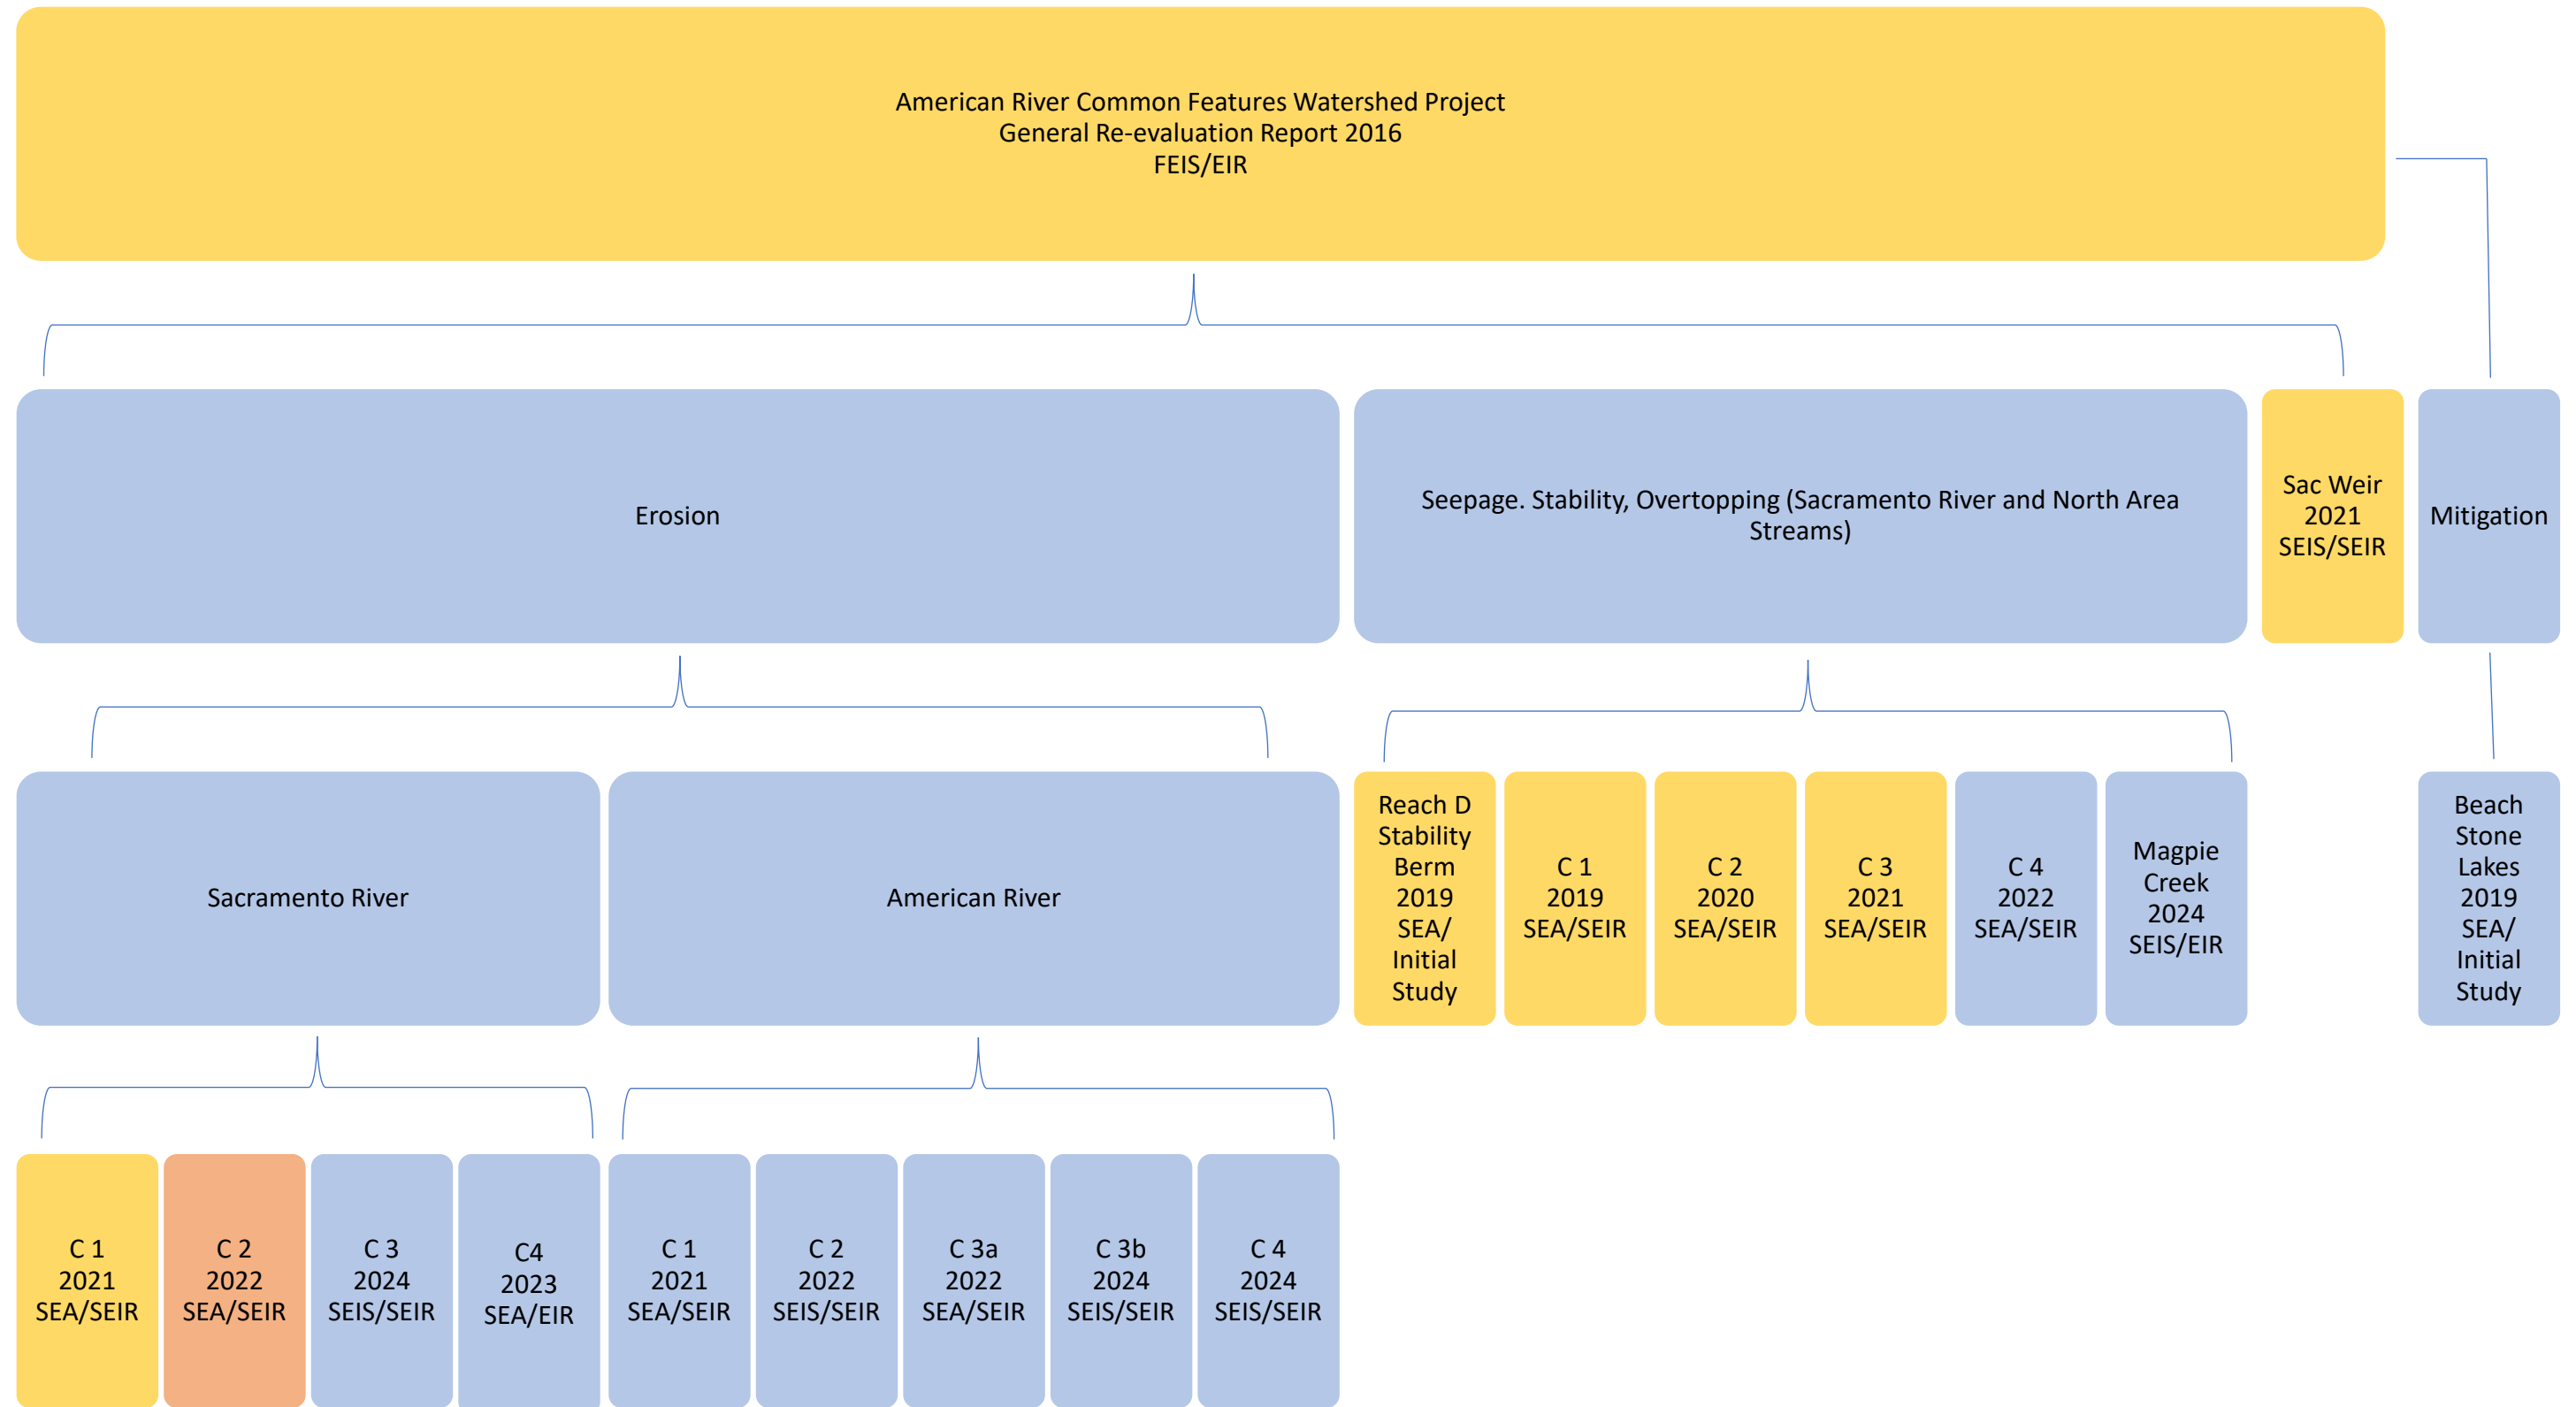 American River Common Features Watershed Project
General Re-evaluation Report 2016
FEIS/EIR
Erosion
Seepage. Stability, Overtopping (Sacramento River and North Area
Streams)
Sac Weir
2021
SEIS/SEIR
Mitigation
Sacramento River
American River
Reach D
Stability
Berm
2019
SEA/
Initial
Study
C 1
2019
SEA/SEIR
C 2
2020
SEA/SEIR
C 3
2021
SEA/SEIR
C 4
2022
SEA/SEIR
Magpie
Creek
2024
SEIS/EIR
Beach
Stone
Lakes
2019
SEA/
Initial
Study
C 1
2021
SEA/SEIR
C 2
2022
SEA/SEIR
C 3
2024
SEIS/SEIR
C4
2023
SEA/EIR
C 1
2021
SEA/SEIR
C 2
2022
SEIS/SEIR
C 3a
2022
SEA/SEIR
C 3b
2024
SEIS/SEIR
C 4
2024
SEIS/SEIR